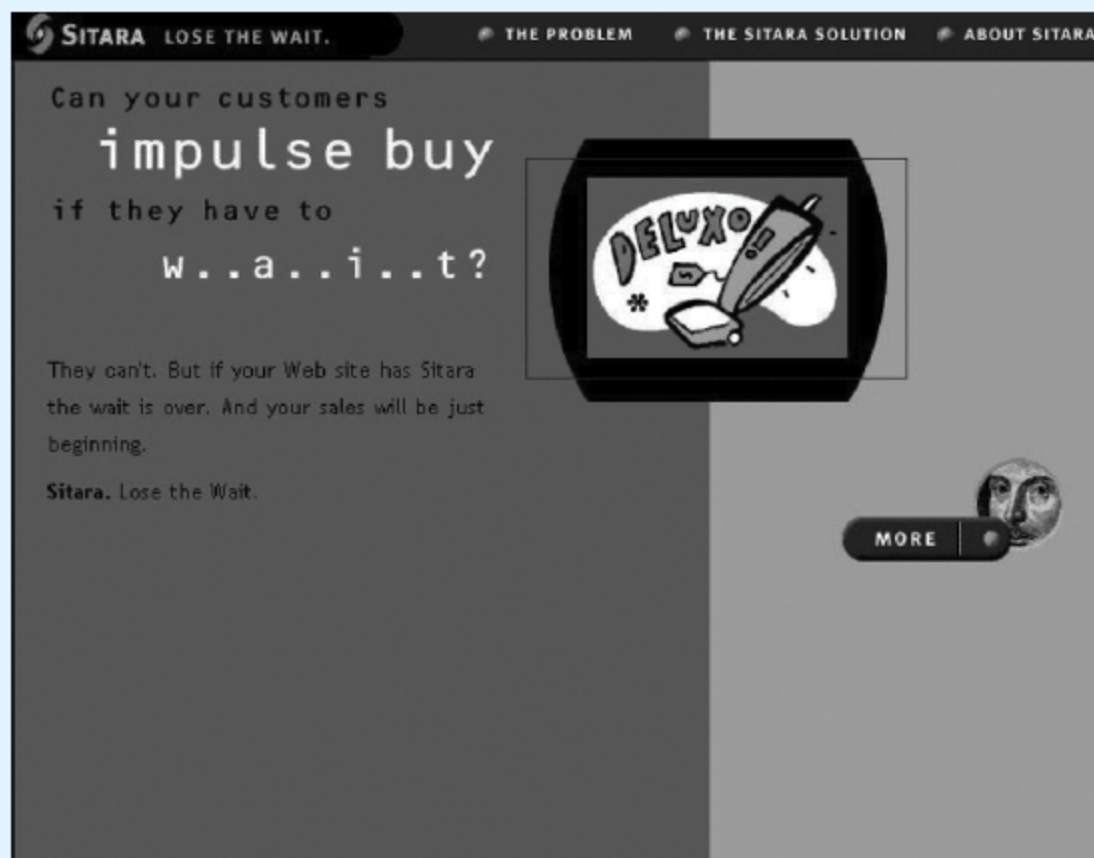 SITARA LOSE THE WAIT.
THE PROBLEM
THE SITARA SOLUTION
ABOUT SITARA
Can your customers
impulse buy
if they have to
w..a..i..t?
DELUXO
They can't. But if your Web site has Sitara
the wait is over. And your sales will be just
beginning.
Sitara. Lose the Wait.
MORE